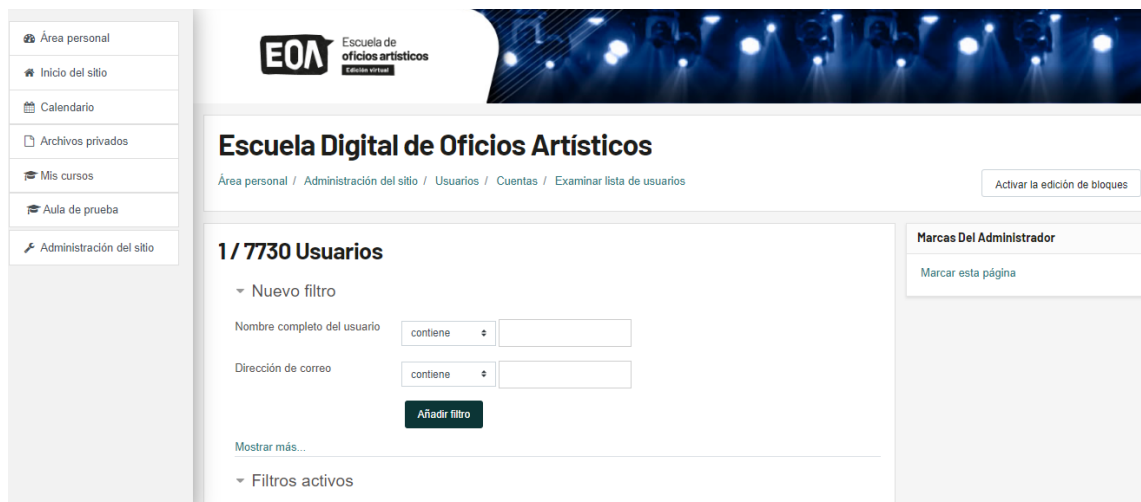 Área personal
Inicio del sitio
Calendario
Archivos privados
Mis cursos
Aula de prueba
Administración del sitio
EOA
Escuela de
oficios artísticos
Edición virtual
Escuela Digital de Oficios Artísticos
Área personal / Administración del sitio / Usuarios / Cuentas / Examinar lista de usuarios
Activar la edición de bloques
1 / 7730 Usuarios
Nuevo filtro
Nombre completo del usuario contiene
Dirección de correo contiene
Añadir filtro
Mostrar más...
Filtros activos
Marcas Del Administrador
Marcar esta página